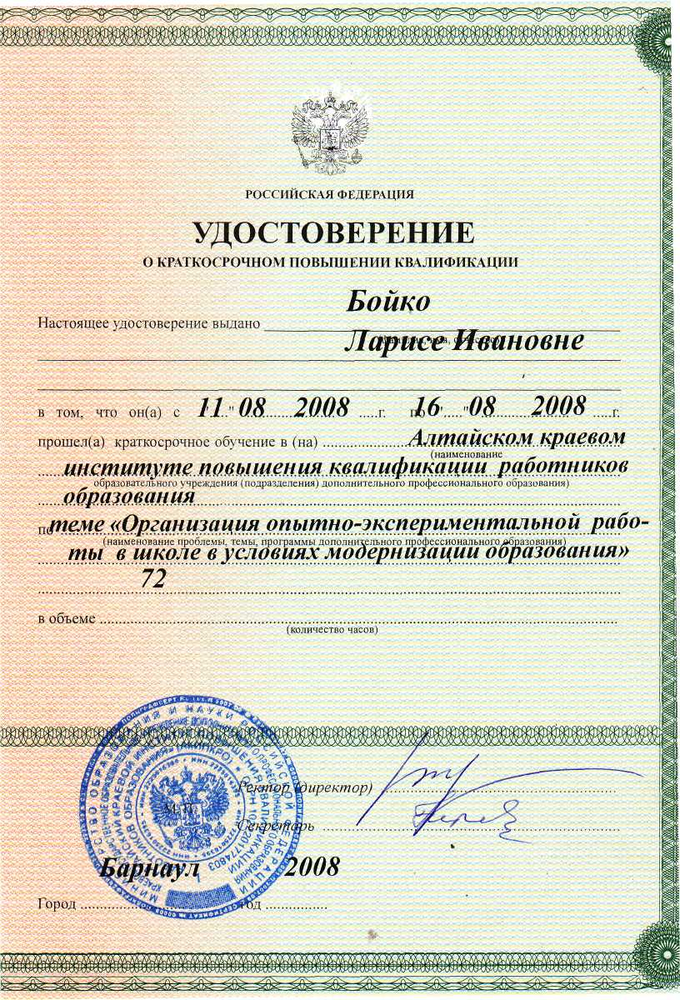 РОССИЙСКАЯ ФЕДЕРАЦИЯ
УДОСТОВЕРЕНИЕ
О КРАТКОСРОЧНОМ ПОВЫШЕНИИ КВАЛИФИКАЦИИ
Бойко
Настоящее удостоверение выдано
Ларисе Ивановне
в том, что он(а) с "11" 08 2008 г. по "16" 08 2008 г.
прошел(а) краткосрочное обучение в (на) Алтайском краевом
(наименование
институте повышения квалификации работников
образовательного учреждения (подразделения) дополнительного профессионального образования)
образования
по теме «Организация опытно-экспериментальной рабо-
(наименование проблемы, темы, программы дополнительного профессионального образования)
ты в школе в условиях модернизации образования»
72
в объеме
(количество часов)
Ректор (директор)
М.П.
Секретарь
Барнаул 2008
Город год